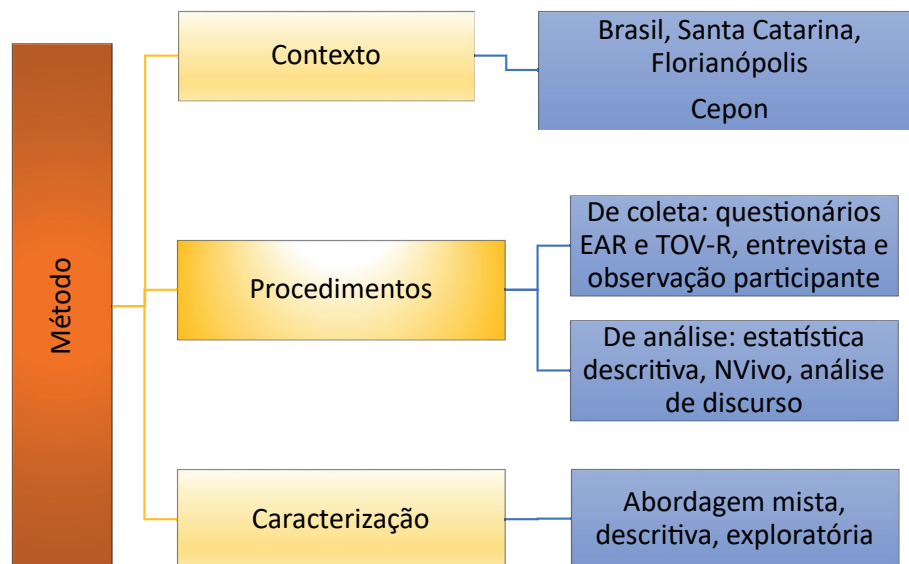 Método
Contexto
Brasil, Santa Catarina,
Florianópolis
Cepon
Procedimentos
De coleta: questionários
EAR e TOV-R, entrevista e
observação participante
De análise: estatística
descritiva, NVivo, análise
de discurso
Caracterização
Abordagem mista,
descritiva, exploratória